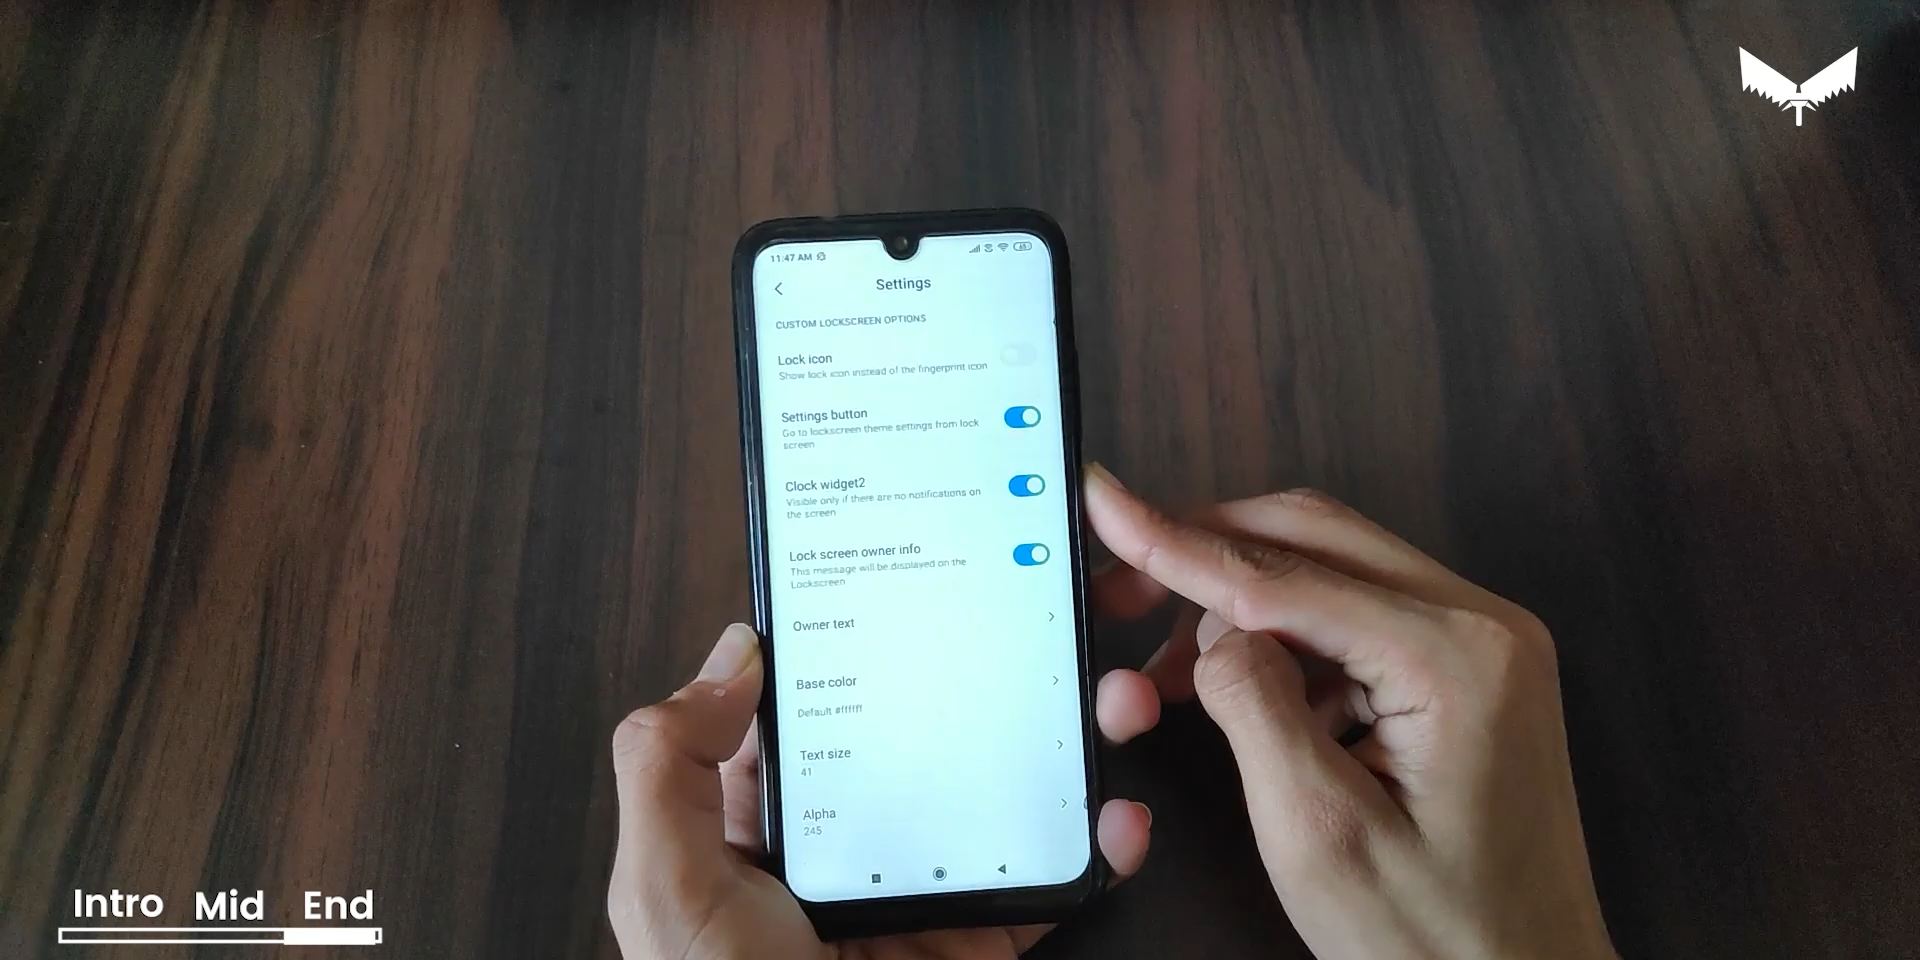 11:47 AM
Settings
CUSTOM LOCKSCREEN OPTIONS
Lock icon
Show lock icon instead of the fingerprint icon
Settings button
Go to lockscreen theme settings from lock
screen
Clock widget2
Visible only if there are no notifications on
the screen
Lock screen owner info
This message will be displayed on the
Lockscreen
Owner text
Base color
Default #ffffff
Text size
41
Alpha
245
Intro Mid End